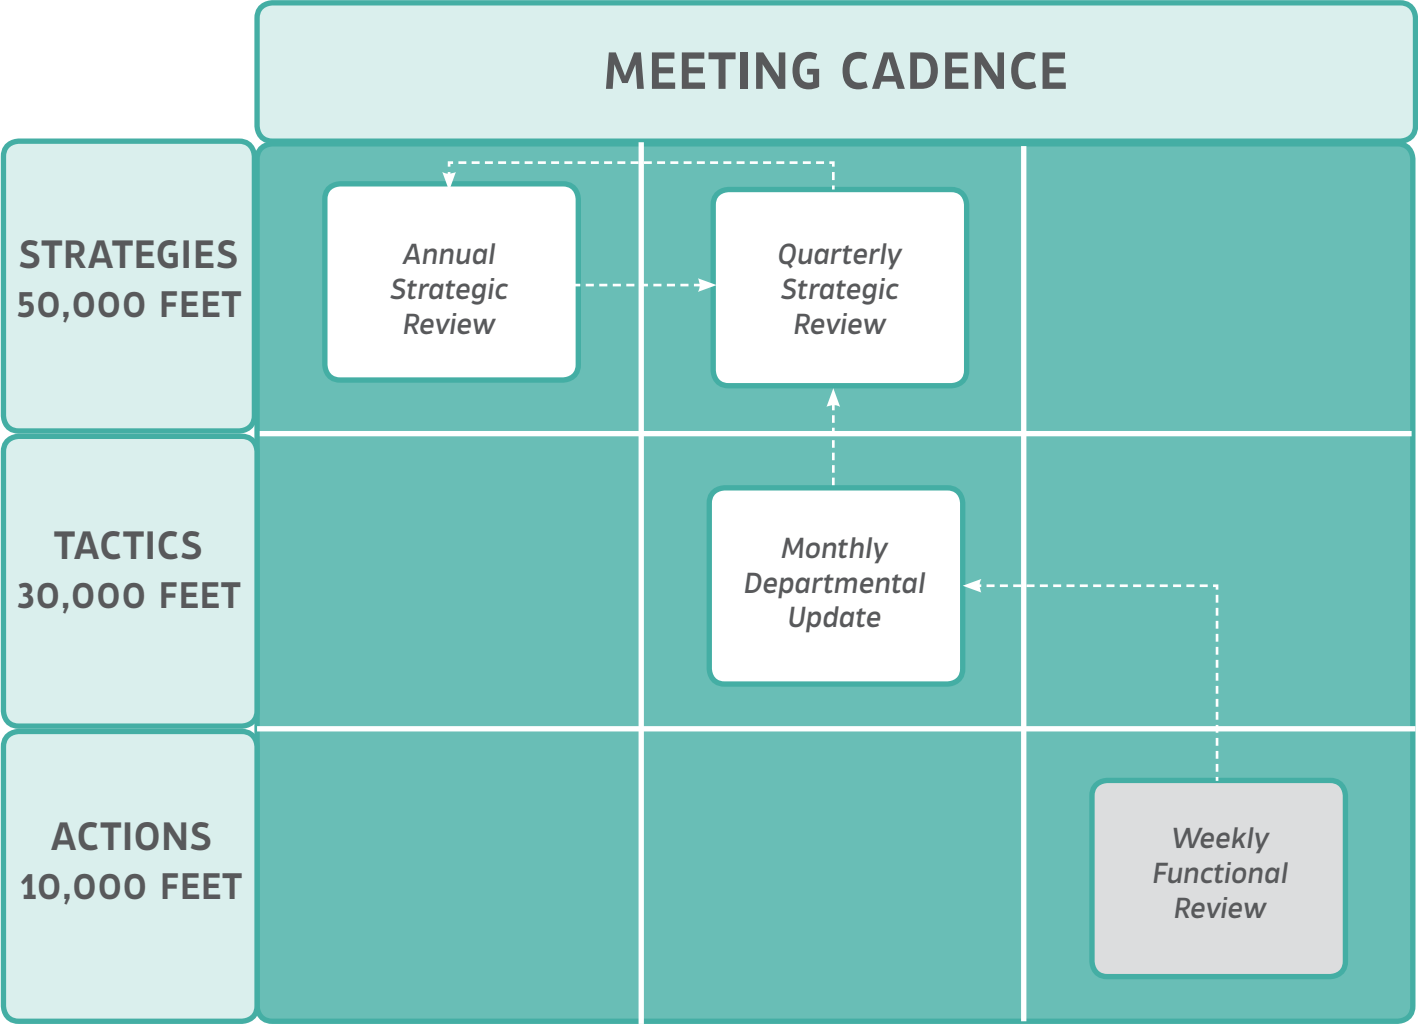 MEETING CADENCE
STRATEGIES
50,000 FEET
Annual
Strategic
Review
Quarterly
Strategic
Review
TACTICS
30,000 FEET
Monthly
Departmental
Update
ACTIONS
10,000 FEET
Weekly
Functional
Review